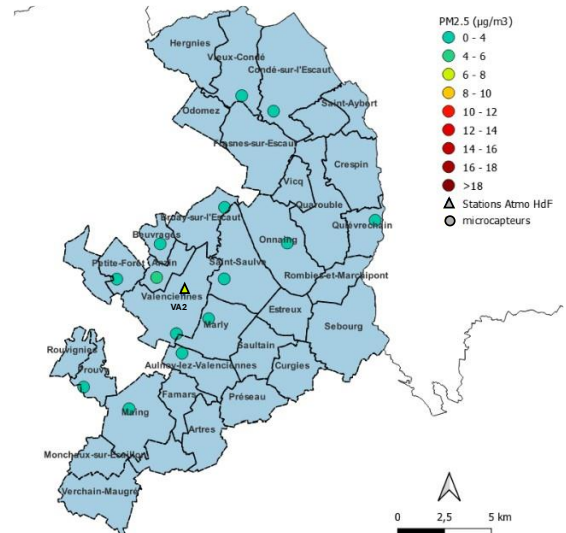 PM2.5 (µg/m3)
0 - 4
4 - 6
6 - 8
8 - 10
10 - 12
12 - 14
14 - 16
16 - 18
>18
Stations Atmo HdF
microcapteurs
Hergnies
Vieux-Condé
Condé-sur-l'Escaut
Saint-Aybert
Odomez
Fresnes-sur-Escaut
Crespin
Vicq
Quarouble
Quiévrechain
Bruay-sur-l'Escaut
Beuvrages
Onnaing
Petite-Forêt
Anzin
Saint-Saulve
Rombies-et-Marchipont
Valenciennes
VA2
Estreux
Marly
Sebourg
Rouvignies
Saultain
Prouvy
Aulnoy-lez-Valenciennes
Curgies
Famars
Préseau
Maing
Artres
Monchaux-sur-Ecaillon
Verchain-Maugré
0 2,5 5 km